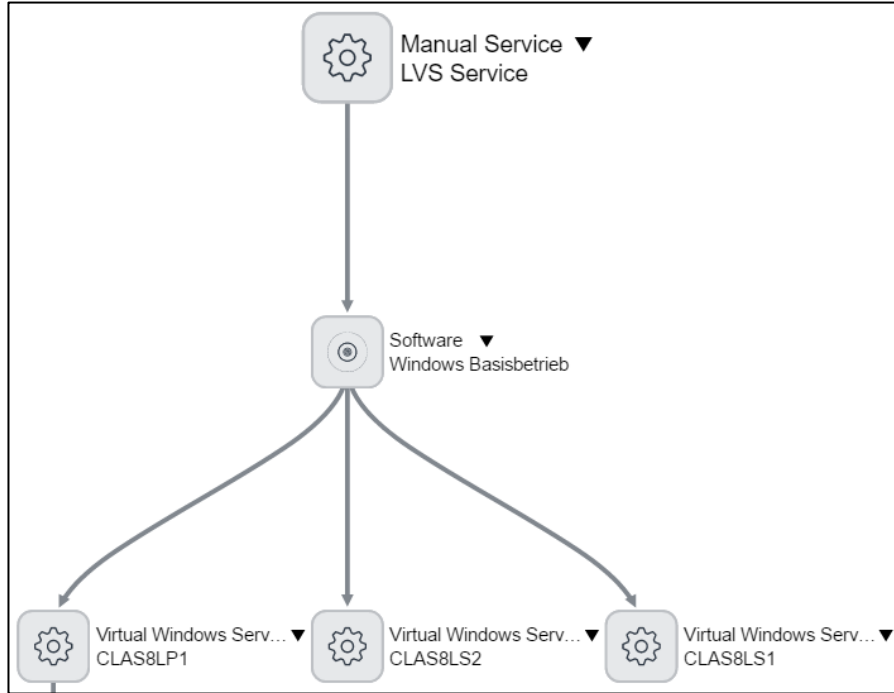 Manual Service ▼
LVS Service
Software ▼
Windows Basisbetrieb
Virtual Windows Serv... ▼
CLAS8LP1
Virtual Windows Serv... ▼
CLAS8LS2
Virtual Windows Serv... ▼
CLAS8LS1